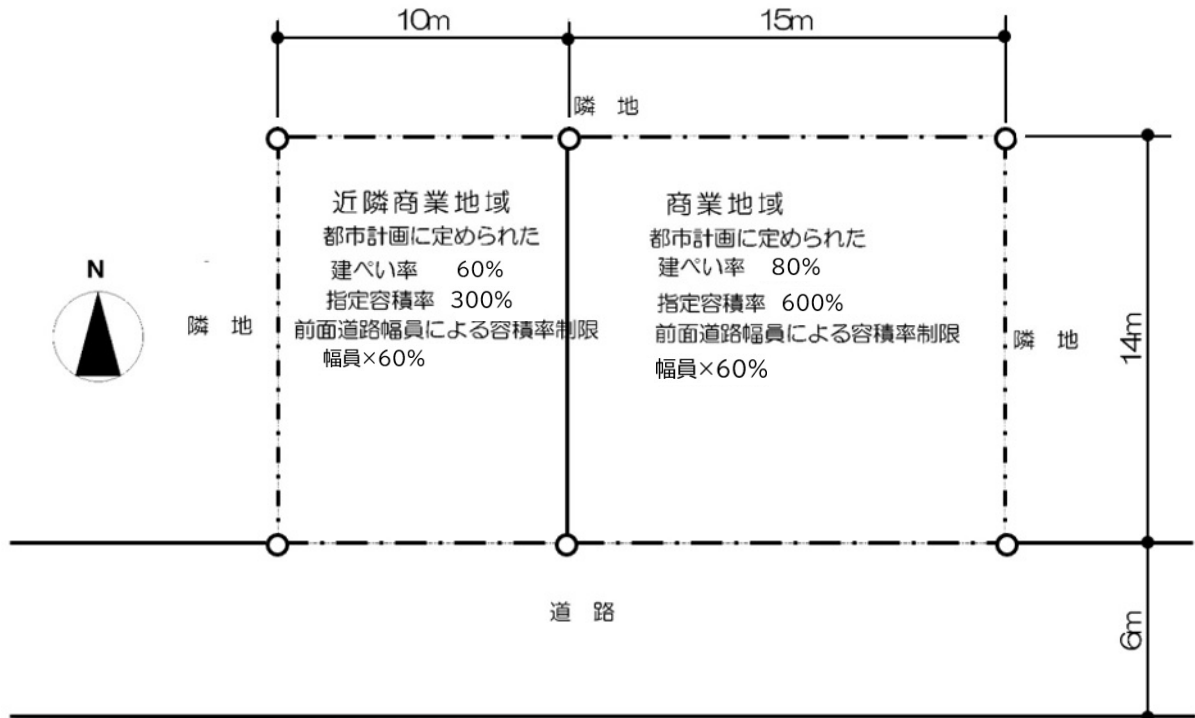 10m
15m
隣 地
近隣商業地域
都市計画に定められた
建ぺい率 60%
指定容積率 300%
前面道路幅員による容積率制限
幅員×60%
商業地域
都市計画に定められた
建ぺい率 80%
指定容積率 600%
前面道路幅員による容積率制限
幅員×60%
N
隣 地
隣 地
14m
道 路
6m